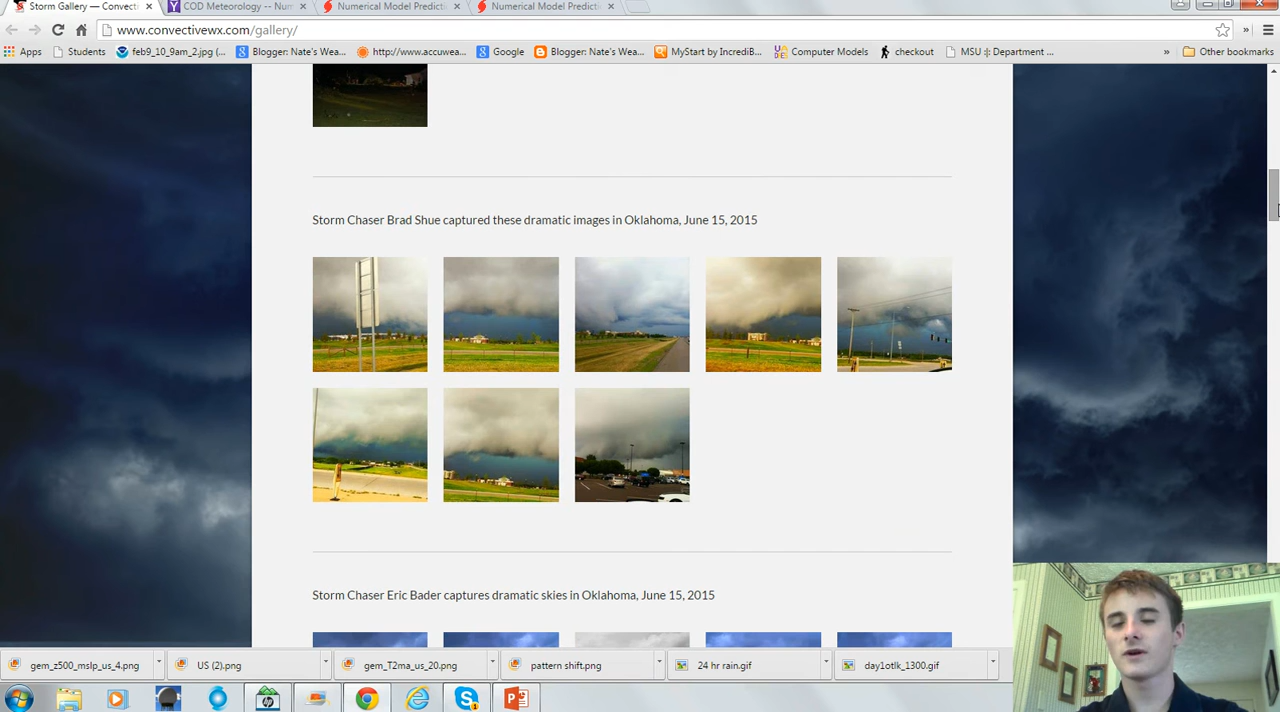 Storm Gallery — Convecti
COD Meteorology -- Num
Numerical Model Predicti
Numerical Model Predicti
www.convectivewx.com/gallery/
Apps
Students
feb9_10_9am_2.jpg (...
Blogger: Nate's Wea...
http://www.accuwea...
Google
Blogger: Nate's Wea...
MyStart by IncrediB...
Computer Models
checkout
MSU :|: Department ...
»
Other bookmarks
Storm Chaser Brad Shue captured these dramatic images in Oklahoma, June 15, 2015
Storm Chaser Eric Bader captures dramatic skies in Oklahoma, June 15, 2015
gem_z500_mslp_us_4.png
US (2).png
gem_T2ma_us_20.png
pattern shift.png
24 hr rain.gif
day1otlk_1300.gif